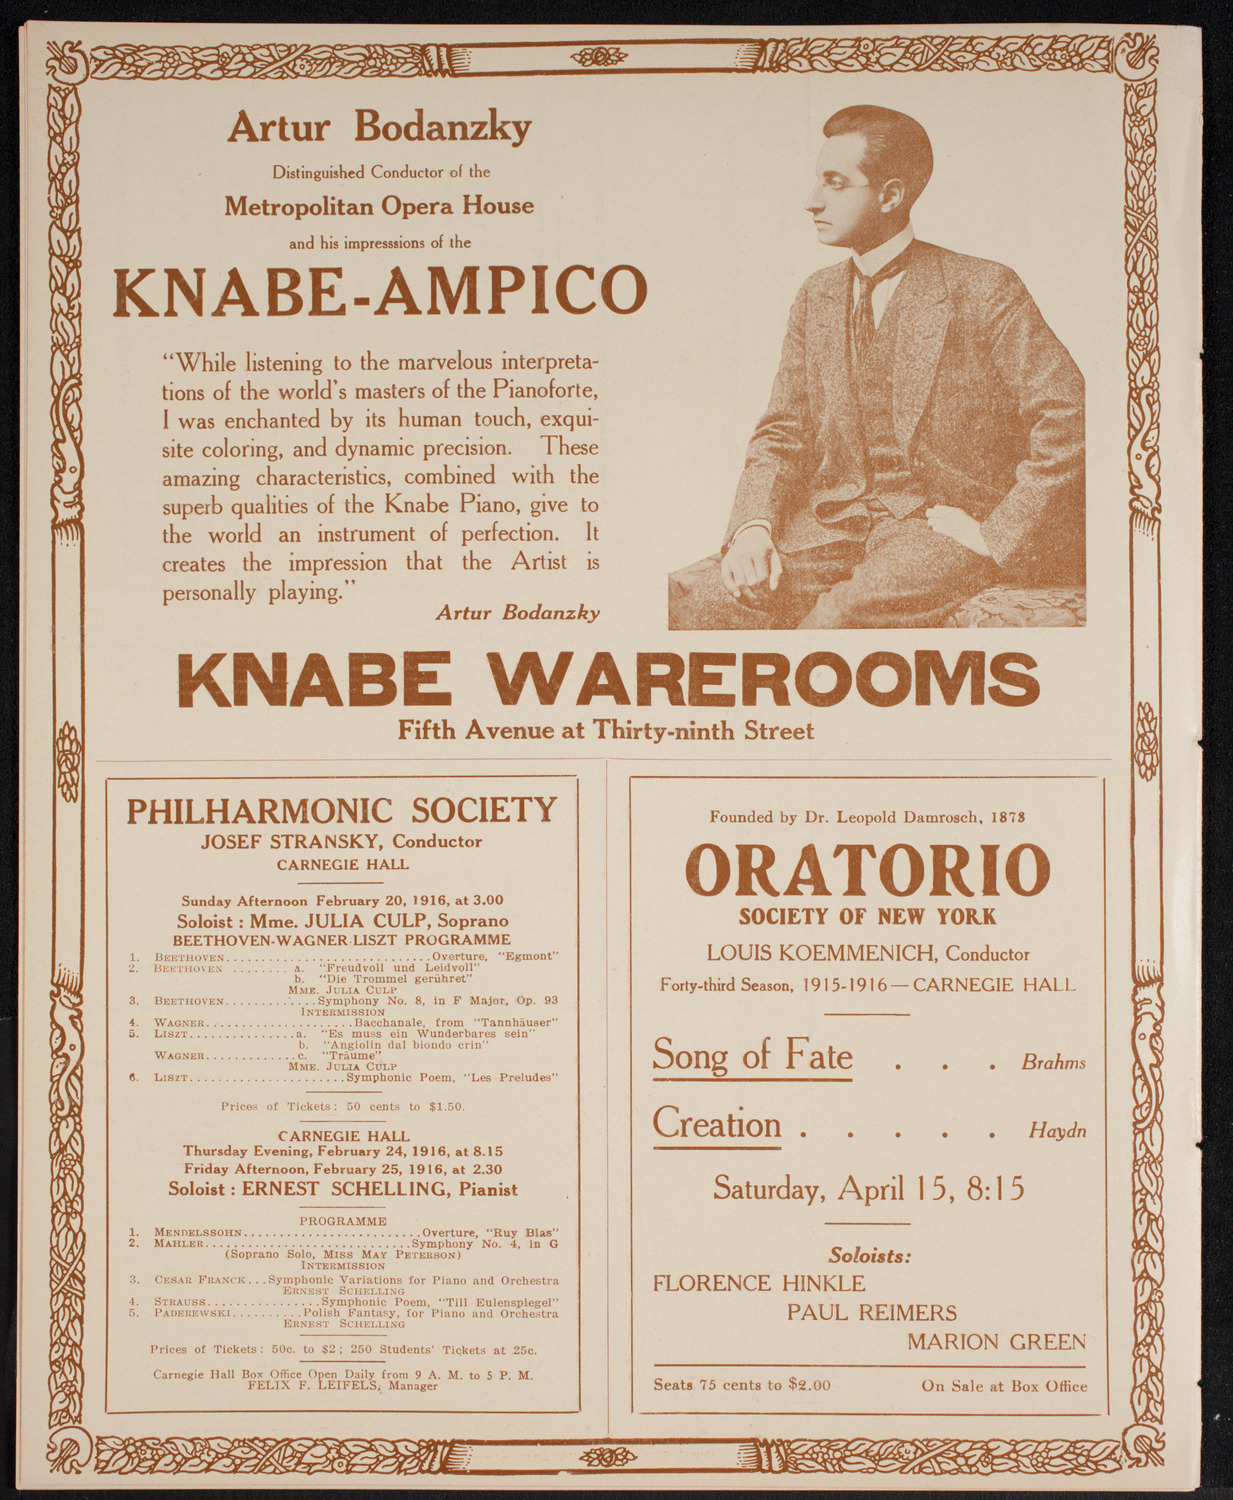 Artur Bodanzky
Distinguished Conductor of the
Metropolitan Opera House
and his impresssions of the
KNABE-AMPICO
“While listening to the marvelous interpreta-
tions of the world's masters of the Pianoforte,
I was enchanted by its human touch, exqui-
site coloring, and dynamic precision. These
amazing characteristics, combined with the
superb qualities of the Knabe Piano, give to
the world an instrument of perfection. It
creates the impression that the Artist is
personally playing.”
Artur Bodanzky
KNABE WAREROOMS
Fifth Avenue at Thirty-ninth Street
PHILHARMONIC SOCIETY
JOSEF STRANSKY, Conductor
CARNEGIE HALL
Sunday Afternoon February 20, 1916, at 3.00
Soloist : Mme. JULIA CULP, Soprano
BEETHOVEN-WAGNER-LISZT PROGRAMME
1. BEETHOVEN..........................Overture, "Egmont"
2. BEETHOVEN ........ a. "Freudvoll und Leidvoll"
b. "Die Trommel gerühret"
MME. JULIA CULP
3. BEETHOVEN............Symphony No. 8, in F Major, Op. 93
INTERMISSION
4. WAGNER.....................Bacchanale, from "Tannhäuser"
5. LISZT...............a. "Es muss ein Wunderbares sein"
b. "Angiolin dal biondo crin"
WAGNER.............c. "Träume"
MME. JULIA CULP
6. LISZT......................Symphonic Poem, "Les Preludes"
Prices of Tickets: 50 cents to $1.50.
CARNEGIE HALL
Thursday Evening, February 24, 1916, at 8.15
Friday Afternoon, February 25, 1916, at 2.30
Soloist : ERNEST SCHELLING, Pianist
PROGRAMME
1. MENDELSSOHN.........................Overture, "Ruy Blas"
2. MAHLER.............................Symphony No. 4, in G
(Soprano Solo, MISS MAY PETERSON)
INTERMISSION
3. CESAR FRANCK...Symphonic Variations for Piano and Orchestra
ERNEST SCHELLING
4. STRAUSS................Symphonic Poem, "Till Eulenspiegel"
5. PADEREWSKI..........Polish Fantasy, for Piano and Orchestra
ERNEST SCHELLING
Prices of Tickets: 50c. to $2; 250 Students' Tickets at 25c.
Carnegie Hall Box Office Open Daily from 9 A. M. to 5 P. M.
FELIX F. LEIFELS, Manager
Founded by Dr. Leopold Damrosch, 1873
ORATORIO
SOCIETY OF NEW YORK
LOUIS KOEMMENICH, Conductor
Forty-third Season, 1915-1916—CARNEGIE HALL
Song of Fate . . . Brahms
Creation . . . . . Haydn
Saturday, April 15, 8:15
Soloists:
FLORENCE HINKLE
PAUL REIMERS
MARION GREEN
Seats 75 cents to $2.00 On Sale at Box Office